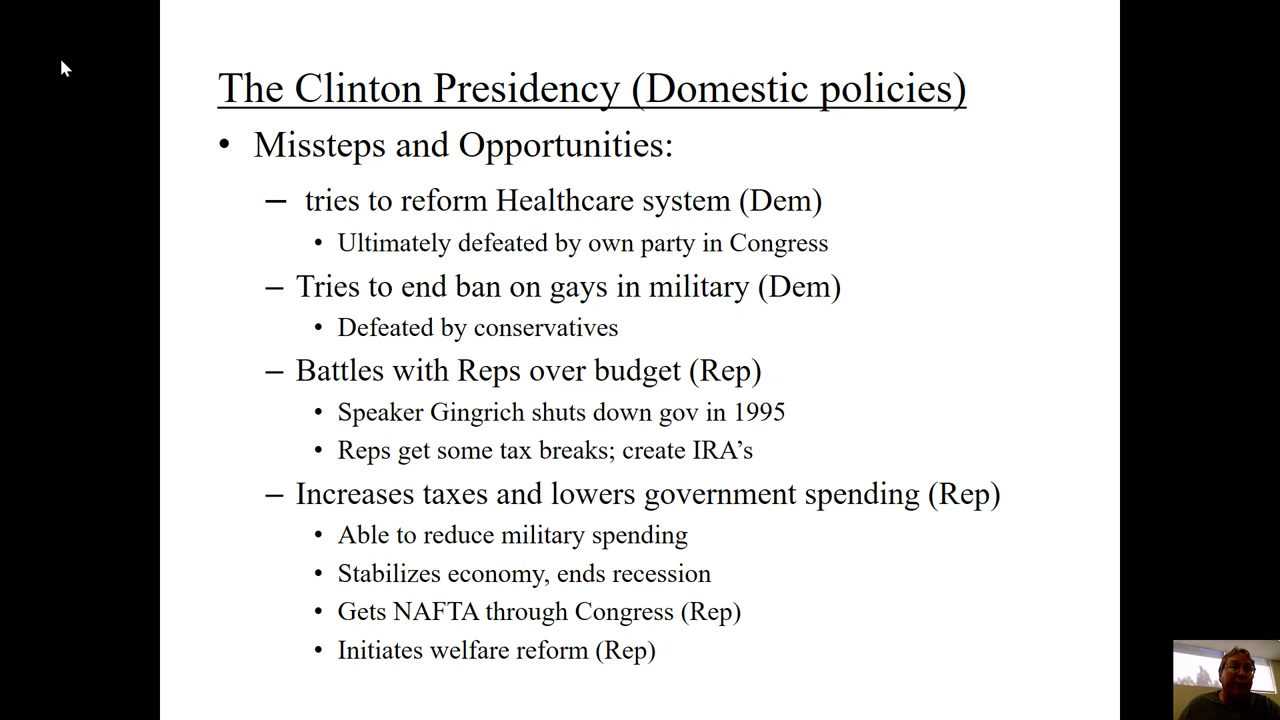 The Clinton Presidency (Domestic policies)
• Missteps and Opportunities:
– tries to reform Healthcare system (Dem)
• Ultimately defeated by own party in Congress
– Tries to end ban on gays in military (Dem)
• Defeated by conservatives
– Battles with Reps over budget (Rep)
• Speaker Gingrich shuts down gov in 1995
• Reps get some tax breaks; create IRA’s
– Increases taxes and lowers government spending (Rep)
• Able to reduce military spending
• Stabilizes economy, ends recession
• Gets NAFTA through Congress (Rep)
• Initiates welfare reform (Rep)